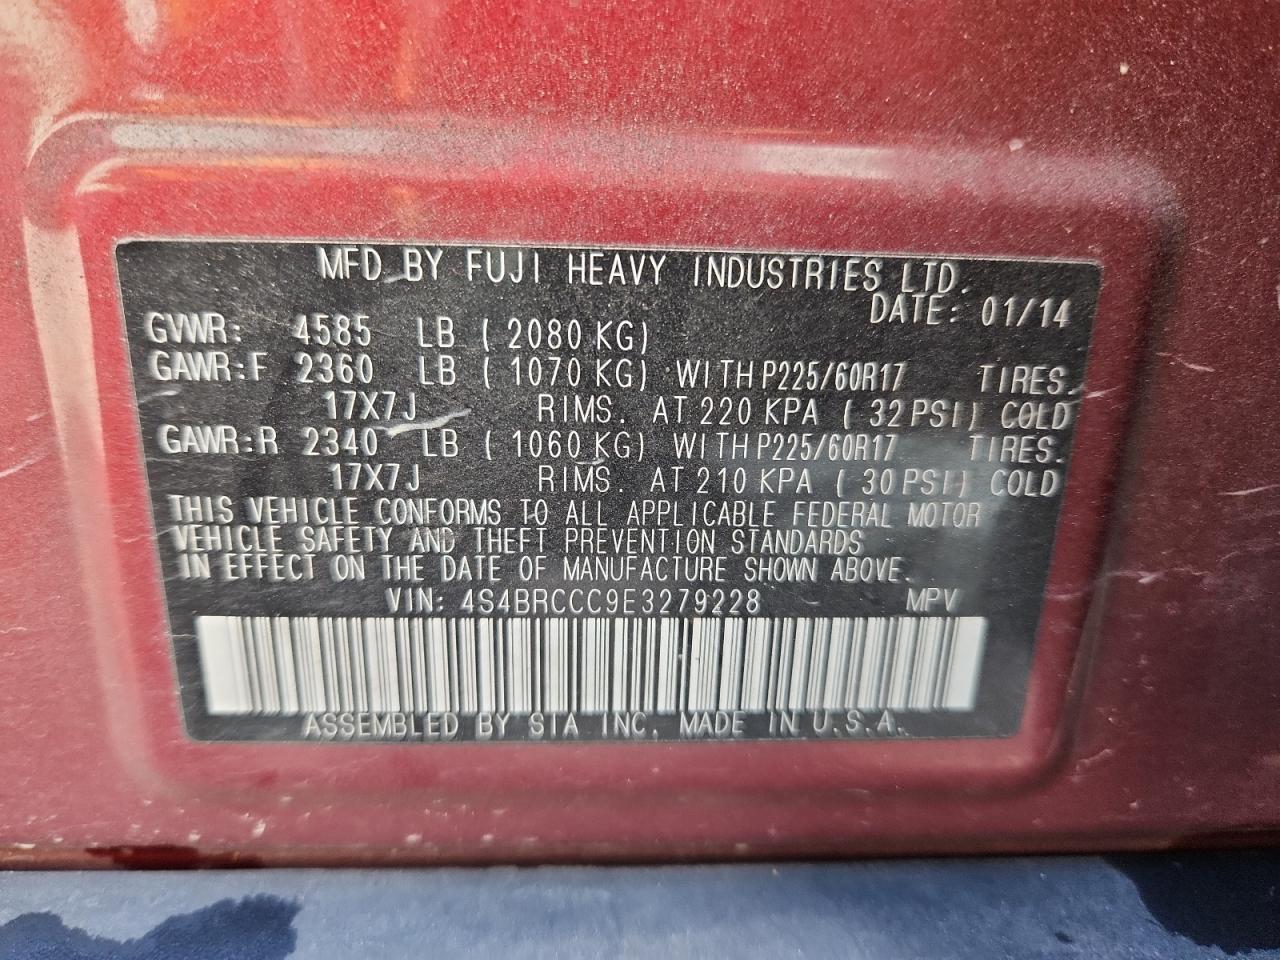 MFD BY FUJI HEAVY INDUSTRIES LTD.
DATE: 01/14
GVWR: 4585 LB ( 2080 KG)
GAWR:F 2360 LB ( 1070 KG) WITH P225/60R17 TIRES.
17X7J RIMS. AT 220 KPA ( 32 PSI) COLD
GAWR:R 2340 LB ( 1060 KG) WITH P225/60R17 TIRES.
17X7J RIMS. AT 210 KPA ( 30 PSI) COLD
THIS VEHICLE CONFORMS TO ALL APPLICABLE FEDERAL MOTOR
VEHICLE SAFETY AND THEFT PREVENTION STANDARDS
IN EFFECT ON THE DATE OF MANUFACTURE SHOWN ABOVE.
VIN: 4S4BRCCC9E3279228 MPV
ASSEMBLED BY SIA INC. MADE IN U.S.A.